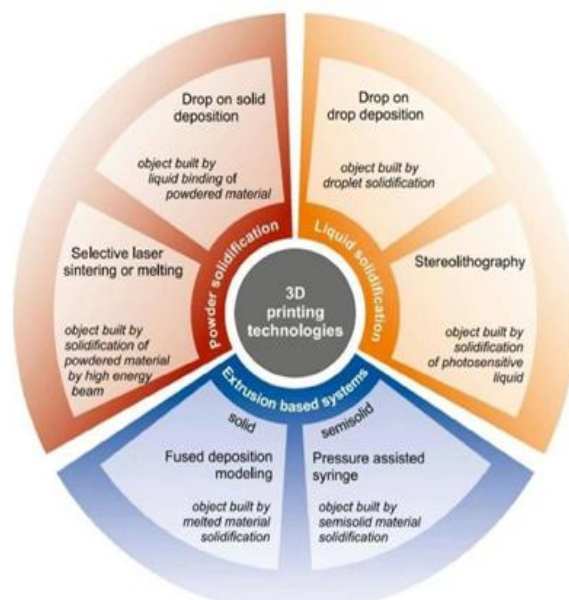 Drop on solid
deposition
object built by
liquid binding of
powdered material
Drop on
drop deposition
object built by
droplet solidification
Selective laser
sintering or melting
object built by
solidification of
powdered material
by high energy
beam
Powder solidification
Liquid solidification
3D
printing
technologies
Stereolithography
object built by
solidification
of photosensitive
liquid
Extrusion based systems
solid
semisolid
Fused deposition
modeling
object built by
melted material
solidification
Pressure assisted
syringe
object built by
semisolid material
solidification